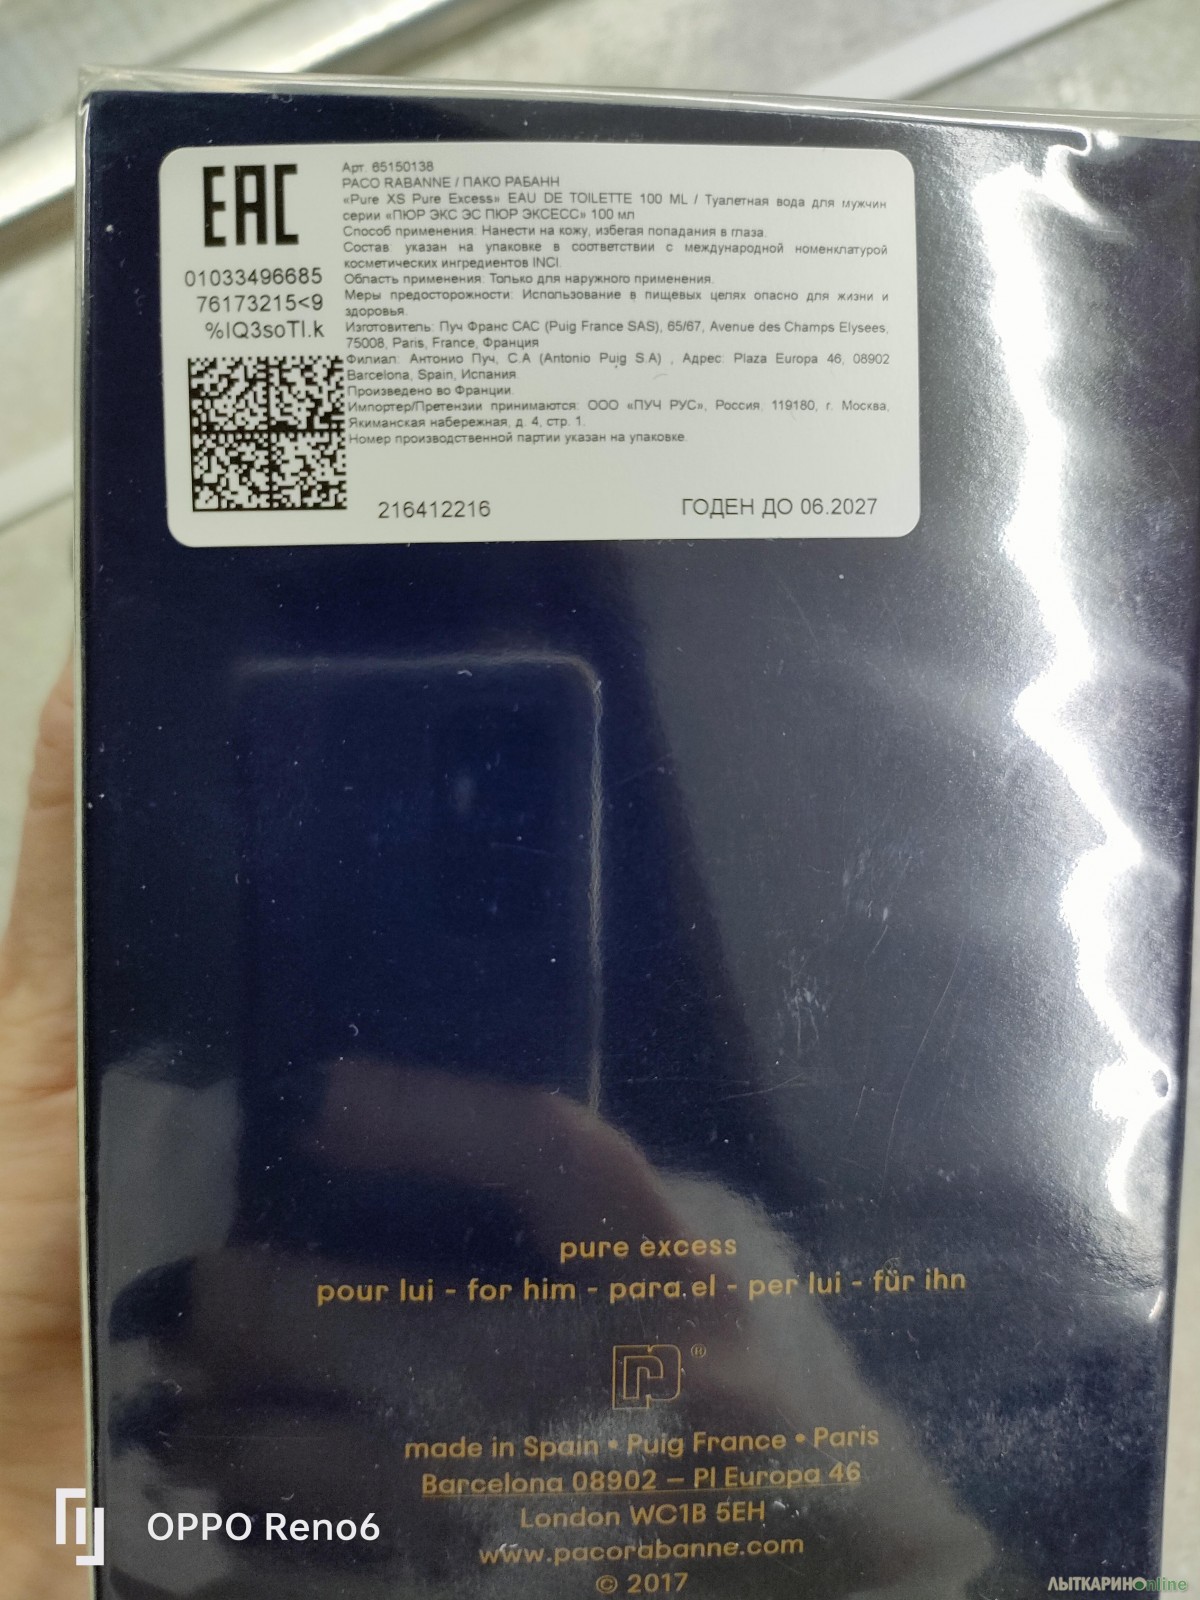 EAC
01033496685
76173215<9
%IQ3soTl.k
Арт. 65150138
PACO RABANNE / ПАКО РАБАНН
«Pure XS Pure Excess» EAU DE TOILETTE 100 ML / Туалетная вода для мужчин
серии «ПЮР ЭКС ЭС ПЮР ЭКСЕСС» 100 мл
Способ применения: Нанести на кожу, избегая попадания в глаза.
Состав указан на упаковке в соответствии с международной номенклатурой
косметических ингредиентов INCI.
Область применения: Только для наружного применения.
Меры предосторожности: Использование в пищевых целях опасно для жизни и
здоровья.
Изготовитель: Пуч Франс САС (Puig France SAS), 65/67, Avenue des Champs Elysees,
75008, Paris, France, Франция
Филиал: Антонио Пуч, С.А (Antonio Puig S.A) , Адрес: Plaza Europa 46, 08902
Barcelona, Spain, Испания.
Произведено во Франции.
Импортер/Претензии принимаются: ООО «ПУЧ РУС», Россия, 119180, г. Москва,
Якиманская набережная, д. 4, стр. 1.
Номер производственной партии указан на упаковке.
216412216 ГОДЕН ДО 06.2027
pure excess
pour lui - for him - para el - per lui - für ihn
®
made in Spain • Puig France • Paris
Barcelona 08902 – Pl Europa 46
London WC1B 5EH
www.pacorabanne.com
© 2017
OPPO Reno6
ЛЫТКАРИНОnline